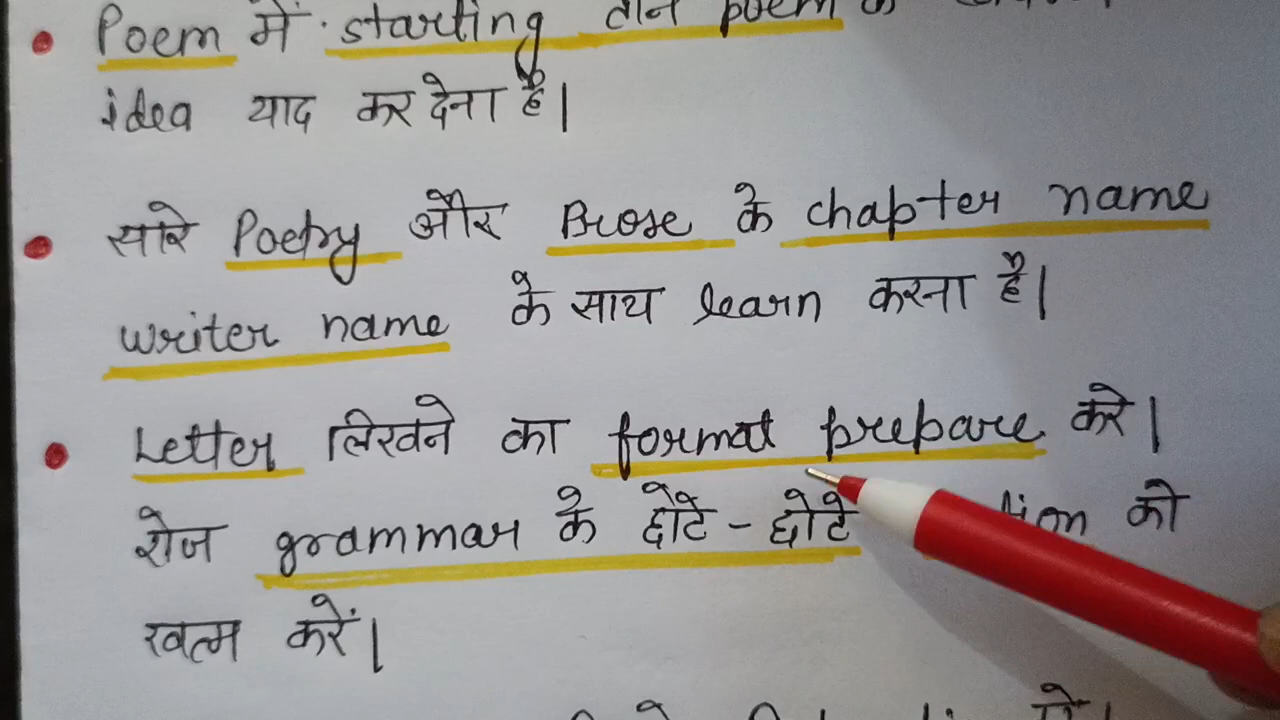 Poem में starting तीन poem के
idea याद कर देना है।
सारे Poetry और Prose के chapter name
writer name के साथ learn करना है।
Letter लिखने का format prepare करे।
रोज grammar के छोटे - छोटे को
खत्म करें।